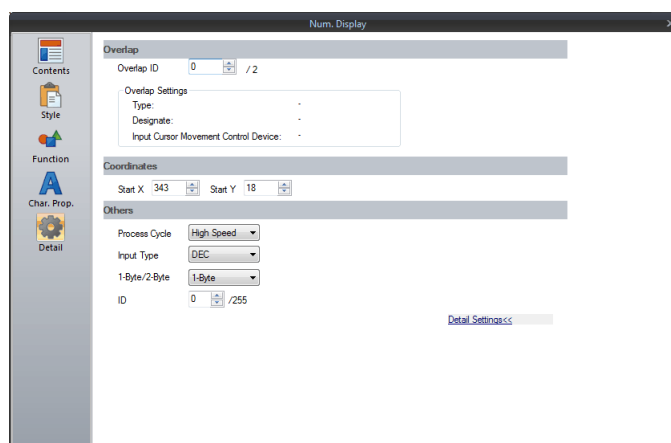 Num. Display
Contents
Style
Function
Char. Prop.
Detail
Overlap
Overlap ID 0 / 2
Overlap Settings
Type: -
Designate: -
Input Cursor Movement Control Device: -
Coordinates
Start X 343 Start Y 18
Others
Process Cycle High Speed
Input Type DEC
1-Byte/2-Byte 1-Byte
ID 0 /255
Detail Settings<<